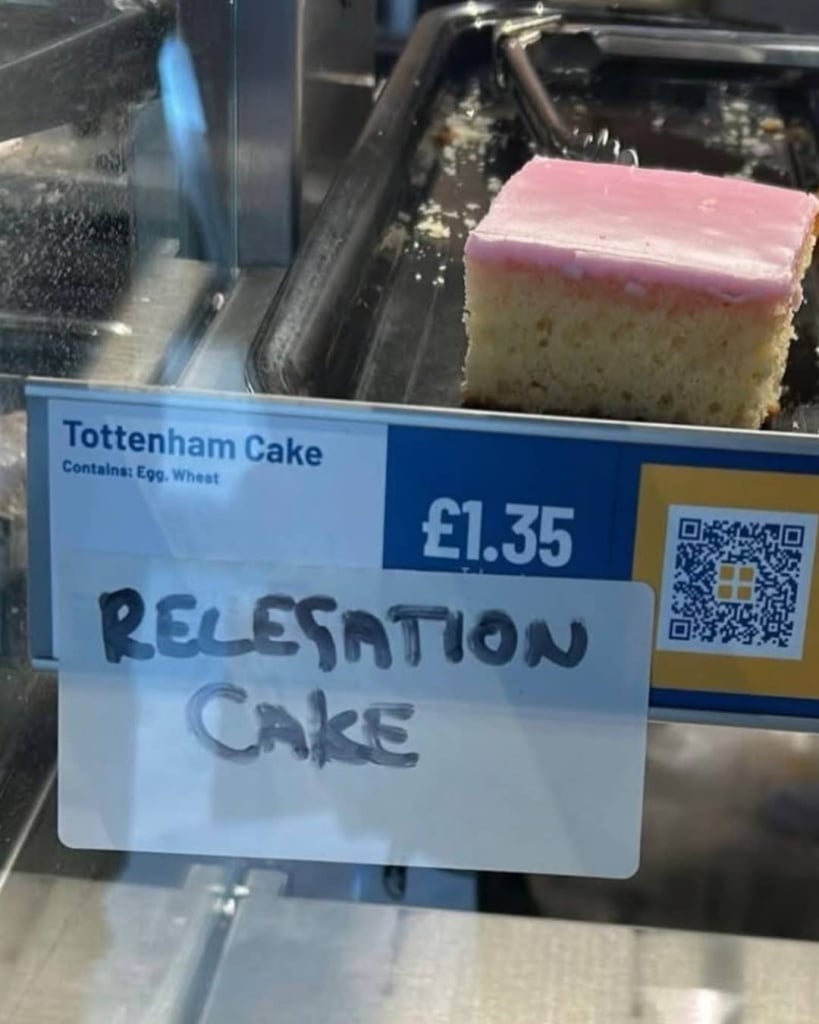 Tottenham Cake
Contains: Egg, Wheat
£1.35
RELEGATION
CAKE